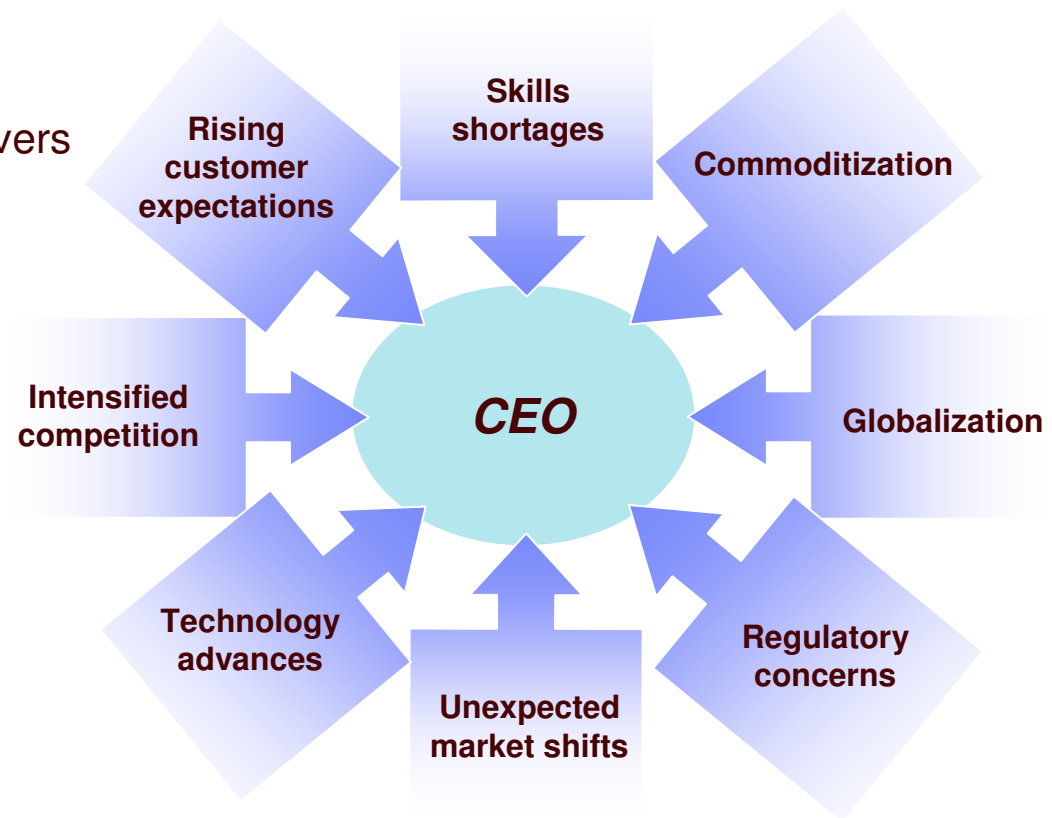 Skills
shortages
vers
Rising
customer
expectations
Commoditization
Intensified
competition
CEO
Globalization
Technology
advances
Regulatory
concerns
Unexpected
market shifts